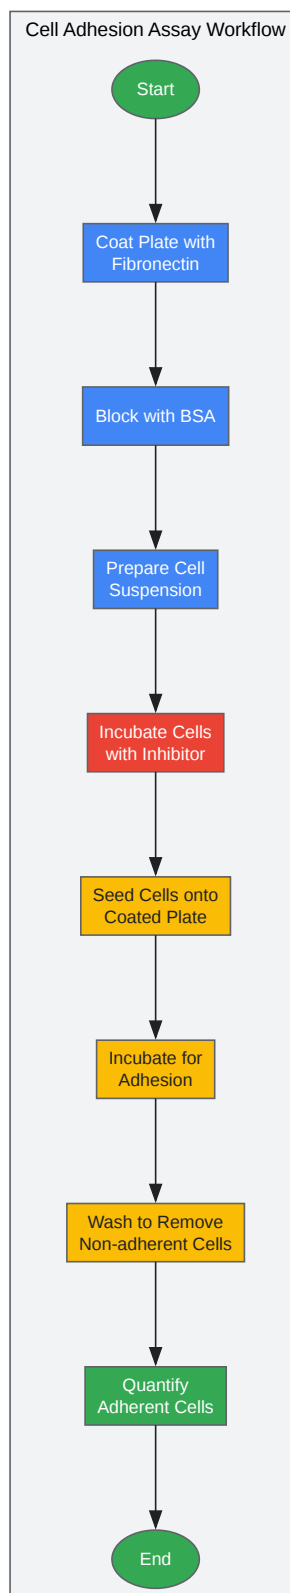 Cell Adhesion Assay Workflow
Start
Coat Plate with
Fibronectin
Block with BSA
Prepare Cell
Suspension
Incubate Cells
with Inhibitor
Seed Cells onto
Coated Plate
Incubate for
Adhesion
Wash to Remove
Non-adherent Cells
Quantify
Adherent Cells
End